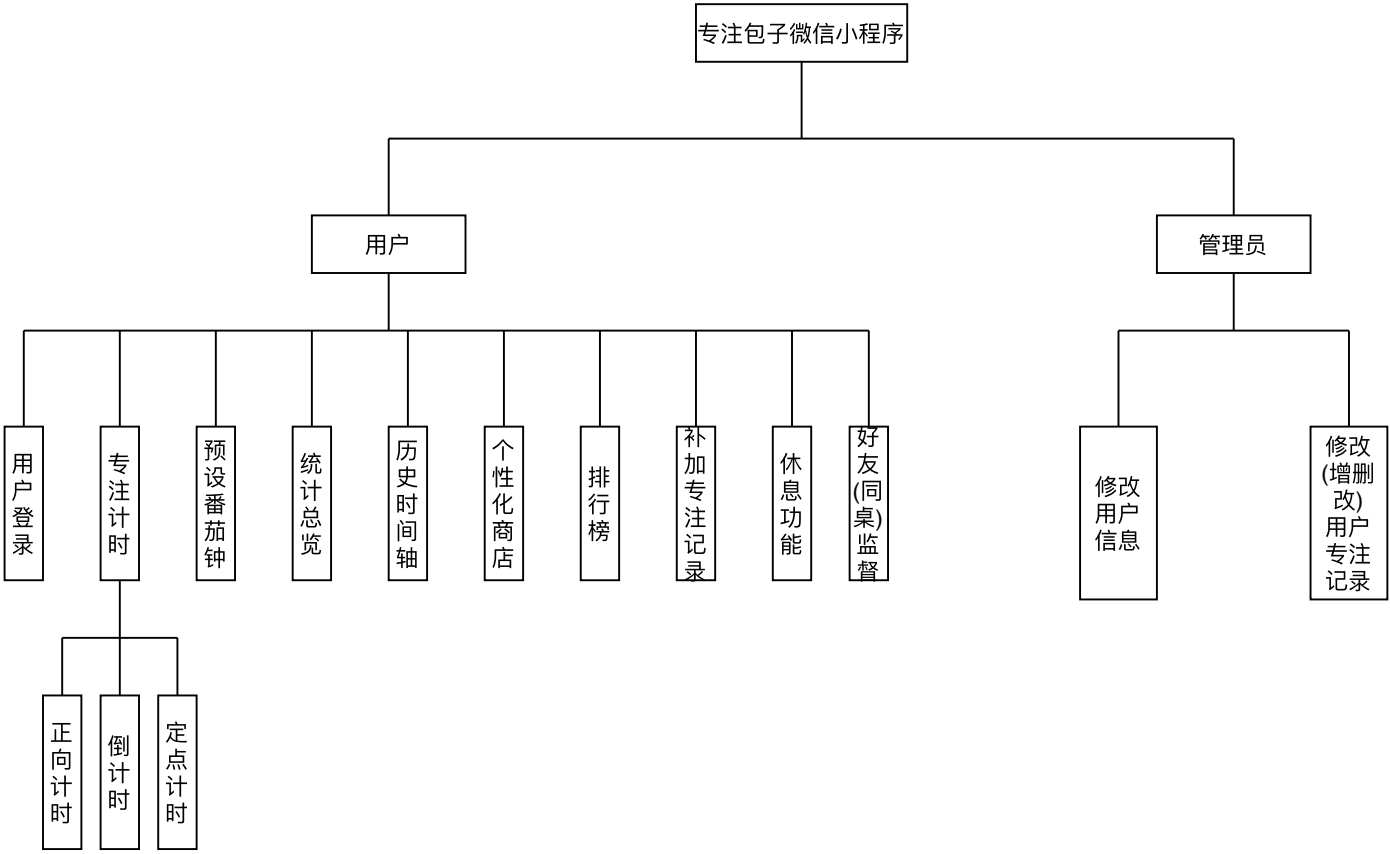 专注包子微信小程序
用户
管理员
用户登录
专注计时
预设番茄钟
统计总览
历史时间轴
个性化商店
排行榜
补加专注记录
休息功能
好友(同桌)监督
修改
用户
信息
修改
(增删
改)
用户
专注
记录
正向计时
倒计时
定点计时